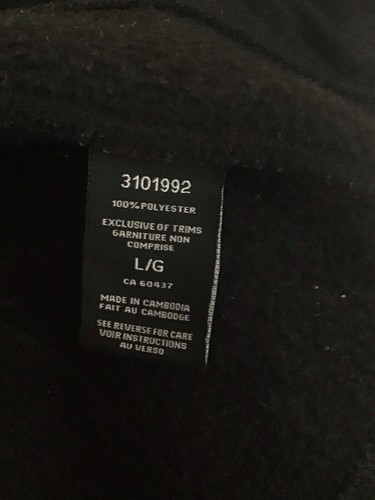 3101992
100% POLYESTER
EXCLUSIVE OF TRIMS
GARNITURE NON
COMPRISE
L/G
CA 60437
MADE IN CAMBODIA
FAIT AU CAMBODGE
SEE REVERSE FOR CARE
VOIR INSTRUCTIONS
AU VERSO